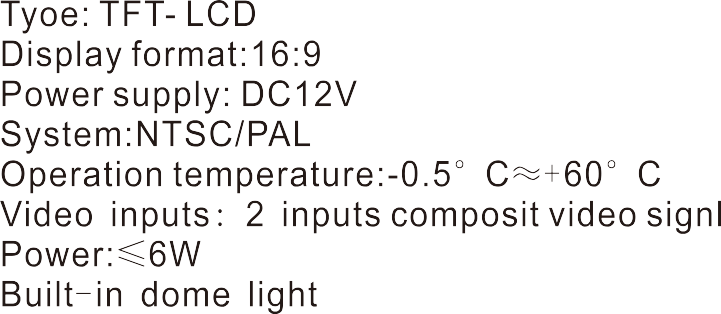 Tyoe: TFT- LCD
Display format:16:9
Power supply: DC12V
System:NTSC/PAL
Operation temperature:-0.5° C≈+60° C
Video inputs: 2 inputs composit video signl
Power:≤6W
Built-in dome light